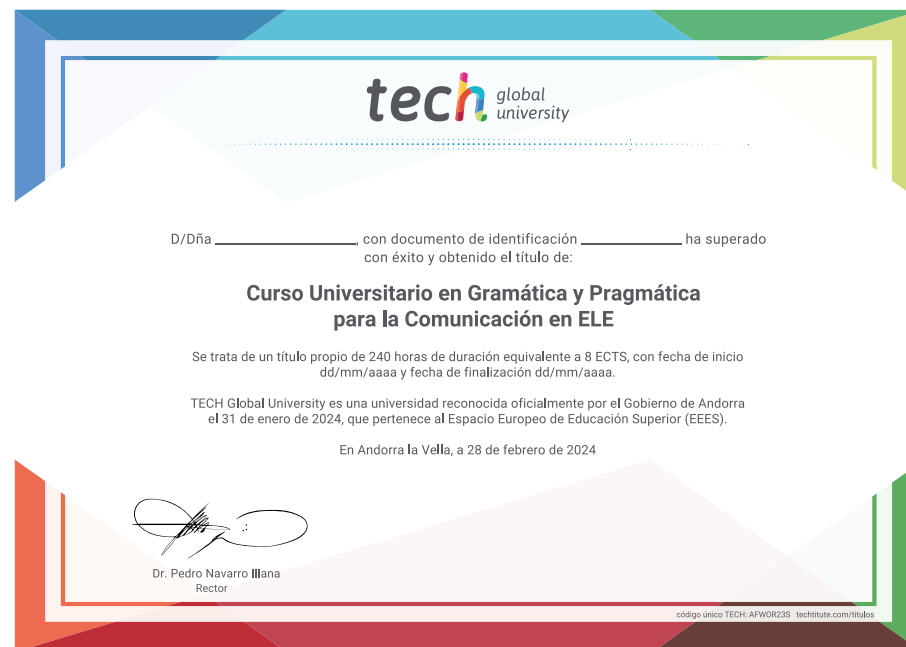 tech global university
D/Dña ________________, con documento de identificación ____________ ha superado
con éxito y obtenido el título de:
Curso Universitario en Gramática y Pragmática
para la Comunicación en ELE
Se trata de un título propio de 240 horas de duración equivalente a 8 ECTS, con fecha de inicio
dd/mm/aaaa y fecha de finalización dd/mm/aaaa.
TECH Global University es una universidad reconocida oficialmente por el Gobierno de Andorra
el 31 de enero de 2024, que pertenece al Espacio Europeo de Educación Superior (EEES).
En Andorra la Vella, a 28 de febrero de 2024
Dr. Pedro Navarro Illana
Rector
código único TECH: AFWOR23S techtitute.com/titulos